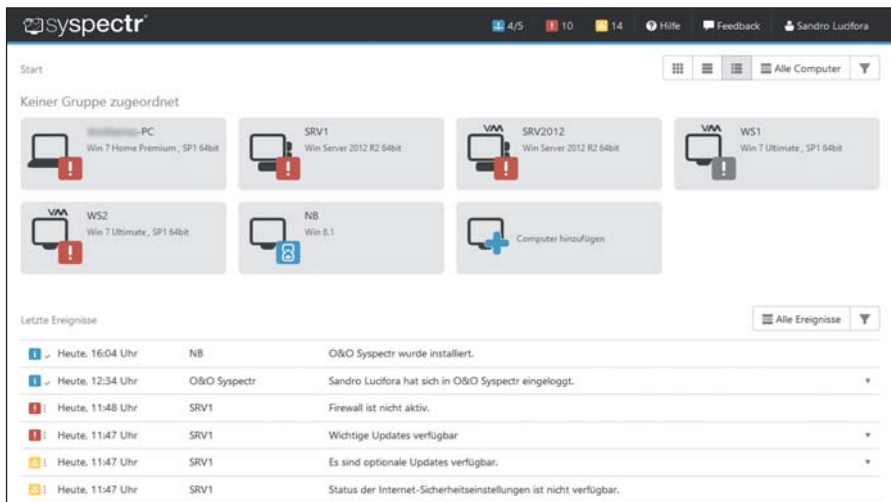 syspectr
4/5 10 14 Hilfe Feedback Sandro Lucifora
Start
Alle Computer
Keiner Gruppe zugeordnet
-PC
Win 7 Home Premium , SP1 64bit
SRV1
Win Server 2012 R2 64bit
VM
SRV2012
Win Server 2012 R2 64bit
VM
WS1
Win 7 Ultimate , SP1 64bit
VM
WS2
Win 7 Ultimate , SP1 64bit
NB
Win 8.1
Computer hinzufügen
Letzte Ereignisse
Alle Ereignisse
Heute, 16:04 Uhr NB O&O Syspectr wurde installiert.
Heute, 12:34 Uhr O&O Syspectr Sandro Lucifora hat sich in O&O Syspectr eingeloggt.
Heute, 11:48 Uhr SRV1 Firewall ist nicht aktiv.
Heute, 11:47 Uhr SRV1 Wichtige Updates verfügbar
Heute, 11:47 Uhr SRV1 Es sind optionale Updates verfügbar.
Heute, 11:47 Uhr SRV1 Status der Internet-Sicherheitseinstellungen ist nicht verfügbar.